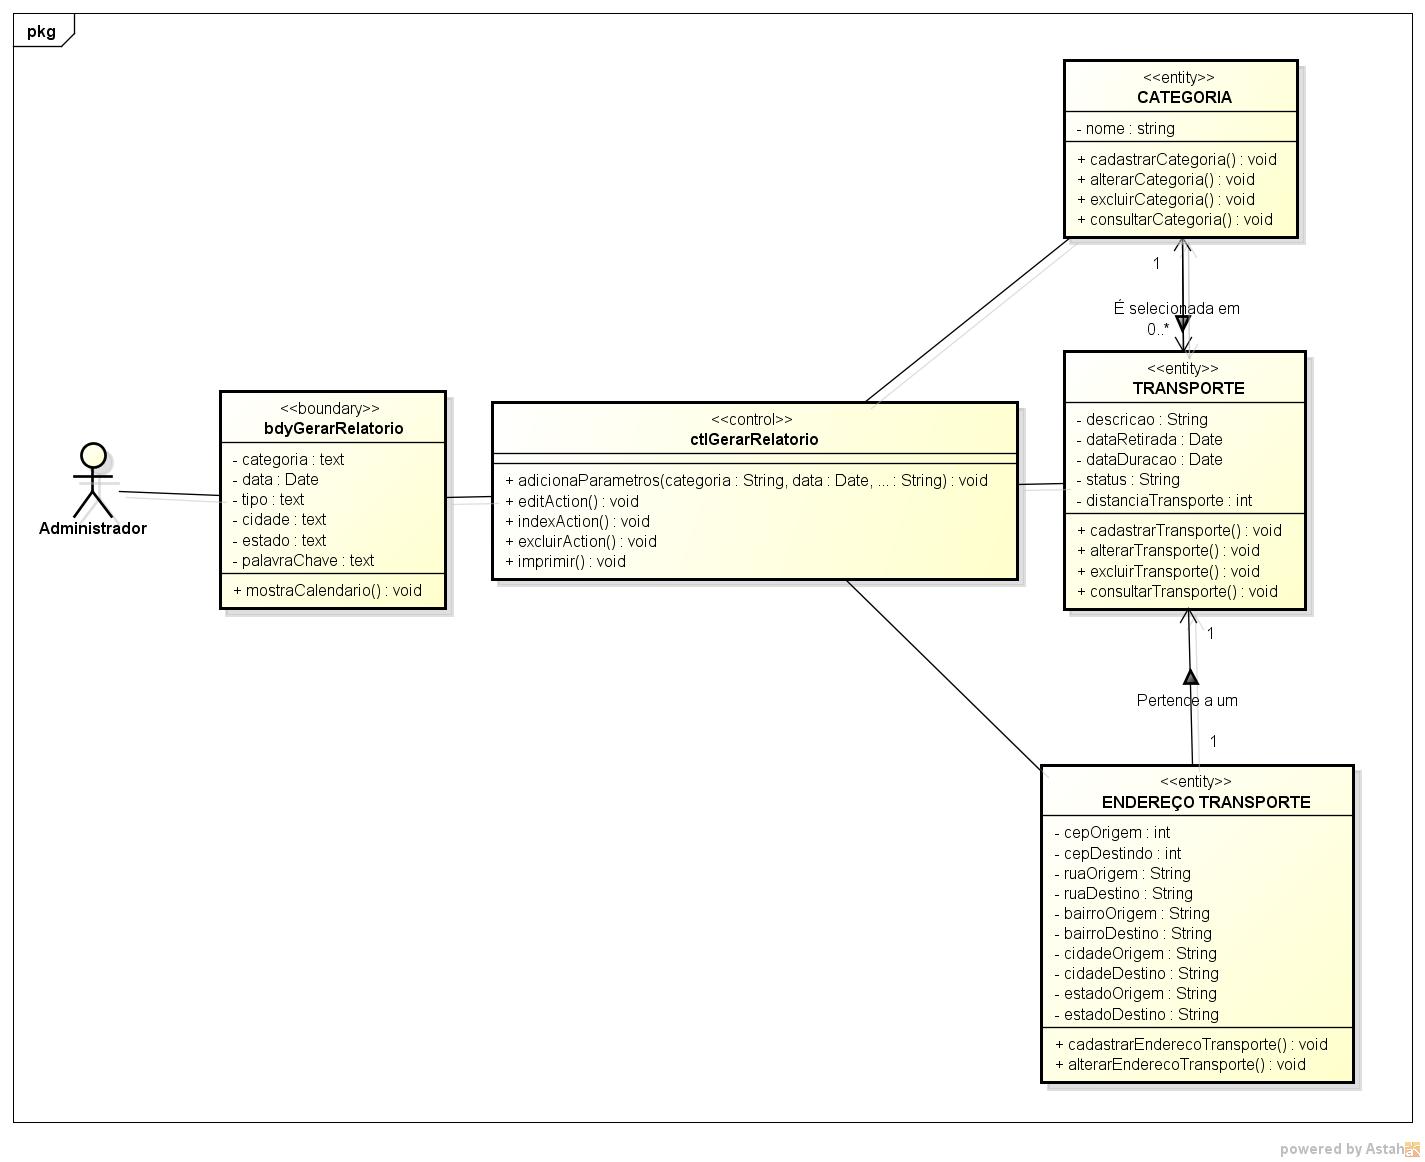 pkg
<<entity>>
CATEGORIA
- nome : string
+ cadastrarCategoria() : void
+ alterarCategoria() : void
+ excluirCategoria() : void
+ consultarCategoria() : void
1
É selecionada em
0..*
<<entity>>
TRANSPORTE
- descricao : String
- dataRetirada : Date
- dataDuracao : Date
- status : String
- distanciaTransporte : int
+ cadastrarTransporte() : void
+ alterarTransporte() : void
+ excluirTransporte() : void
+ consultarTransporte() : void
<<boundary>>
bdyGerarRelatorio
- categoria : text
- data : Date
- tipo : text
- cidade : text
- estado : text
- palavraChave : text
+ mostraCalendario() : void
<<control>>
ctlGerarRelatorio
+ adicionaParametros(categoria : String, data : Date, ... : String) : void
+ editAction() : void
+ indexAction() : void
+ excluirAction() : void
+ imprimir() : void
Administrador
1
Pertence a um
1
<<entity>>
ENDEREÇO TRANSPORTE
- cepOrigem : int
- cepDestindo : int
- ruaOrigem : String
- ruaDestino : String
- bairroOrigem : String
- bairroDestino : String
- cidadeOrigem : String
- cidadeDestino : String
- estadoOrigem : String
- estadoDestino : String
+ cadastrarEnderecoTransporte() : void
+ alterarEnderecoTransporte() : void
powered by Astah